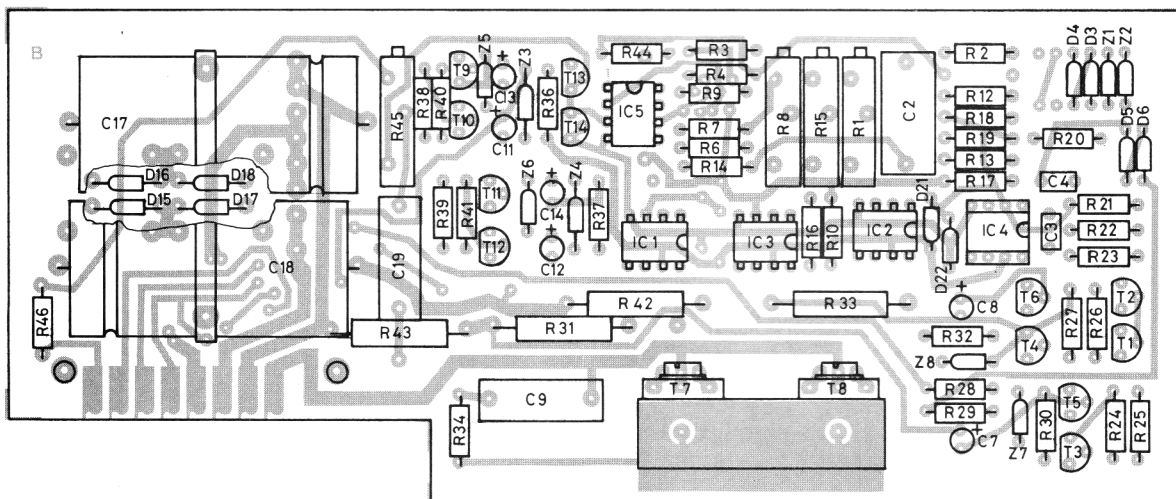 B
C17
D16
D18
D15
D17
C18
R46
R45
R38
R40
T9
T10
Z5
C13
C11
Z3
R36
T13
T14
R44
IC5
R3
R4
R9
R7
R6
R14
R8
R15
R1
C2
R2
R12
R18
R19
R13
R17
D4
D3
Z1
Z2
R20
D5
D6
C4
R39
R41
T11
T12
Z6
C14
C12
Z4
R37
C19
IC1
IC3
R16
R10
IC2
D21
D22
IC4
C3
R21
R22
R23
R43
R31
R42
R33
C8
T6
T4
R32
Z8
R27
R26
T2
T1
R34
C9
T7
T8
R28
R29
C7
Z7
R30
T5
T3
R24
R25